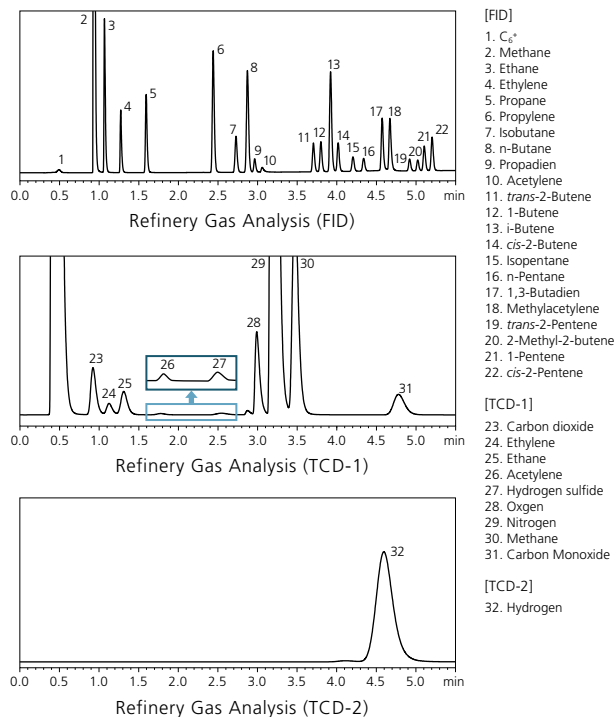 2
3
4
5
6
7
8
9
10
11
12
13
14
15
16
17
18
19
20
21
22
1
0.0 0.5 1.0 1.5 2.0 2.5 3.0 3.5 4.0 4.5 5.0 min
Refinery Gas Analysis (FID)
23
24
25
26
27
28
29
30
31
0.0 0.5 1.0 1.5 2.0 2.5 3.0 3.5 4.0 4.5 5.0 min
Refinery Gas Analysis (TCD-1)
32
0.0 0.5 1.0 1.5 2.0 2.5 3.0 3.5 4.0 4.5 5.0 min
Refinery Gas Analysis (TCD-2)
[FID]
1. C₆⁺
2. Methane
3. Ethane
4. Ethylene
5. Propane
6. Propylene
7. Isobutane
8. n-Butane
9. Propadien
10. Acetylene
11. trans-2-Butene
12. 1-Butene
13. i-Butene
14. cis-2-Butene
15. Isopentane
16. n-Pentane
17. 1,3-Butadien
18. Methylacetylene
19. trans-2-Pentene
20. 2-Methyl-2-butene
21. 1-Pentene
22. cis-2-Pentene
[TCD-1]
23. Carbon dioxide
24. Ethylene
25. Ethane
26. Acetylene
27. Hydrogen sulfide
28. Oxgen
29. Nitrogen
30. Methane
31. Carbon Monoxide
[TCD-2]
32. Hydrogen